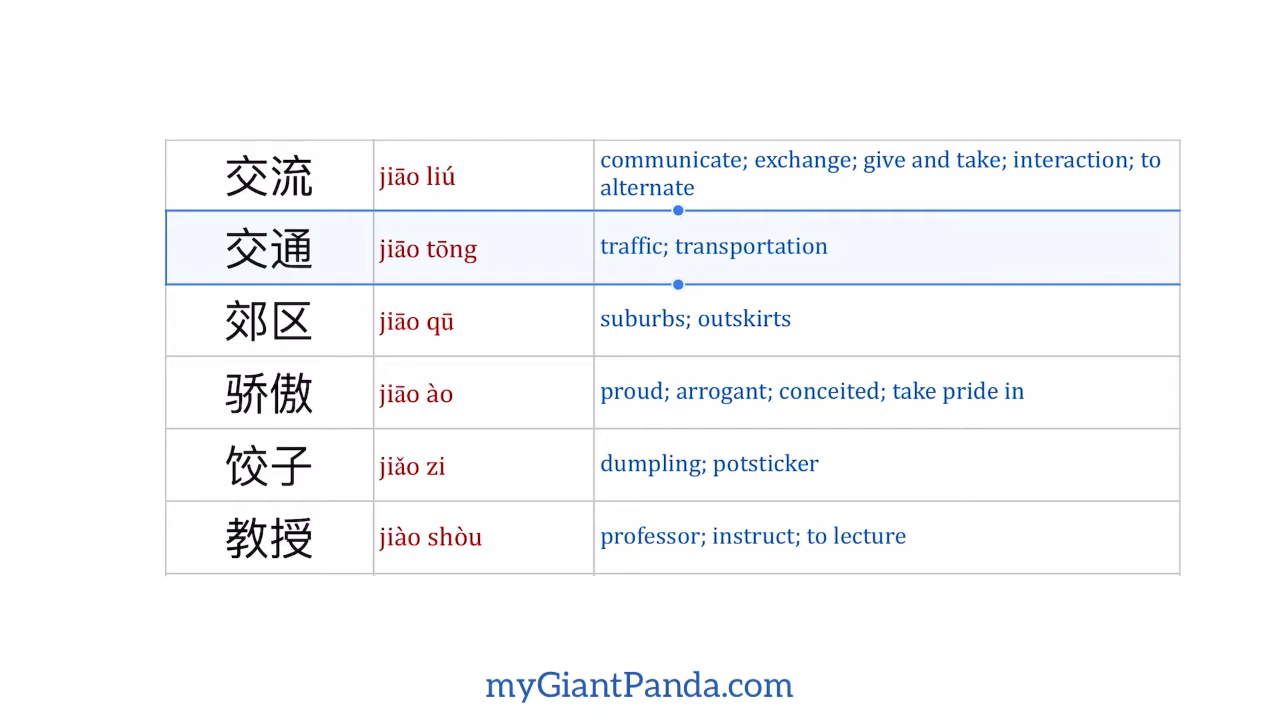 交流 jiāo liú communicate; exchange; give and take; interaction; to
alternate
交通 jiāo tōng traffic; transportation
郊区 jiāo qū suburbs; outskirts
骄傲 jiāo ào proud; arrogant; conceited; take pride in
饺子 jiǎo zi dumpling; potsticker
教授 jiào shòu professor; instruct; to lecture
myGiantPanda.com